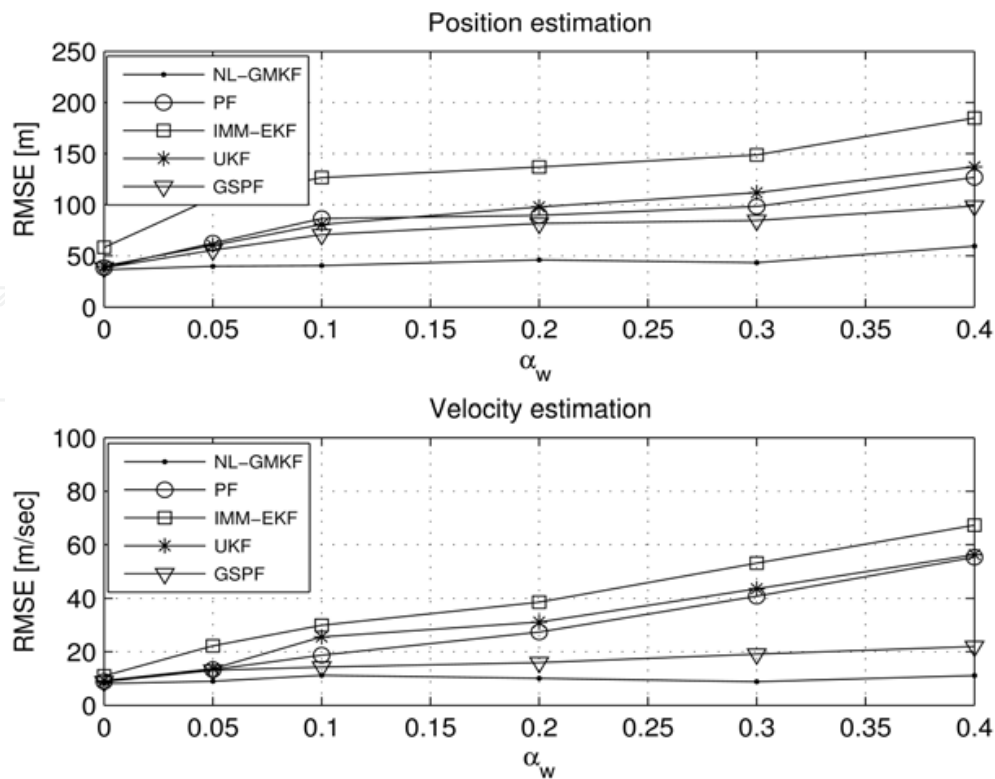 Position estimation
RMSE [m]
250
200
150
100
50
0
NL-GMKF
PF
IMM-EKF
UKF
GSPF
0 0.05 0.1 0.15 0.2 0.25 0.3 0.35 0.4
αw
Velocity estimation
RMSE [m/sec]
100
80
60
40
20
0
NL-GMKF
PF
IMM-EKF
UKF
GSPF
0 0.05 0.1 0.15 0.2 0.25 0.3 0.35 0.4
αw